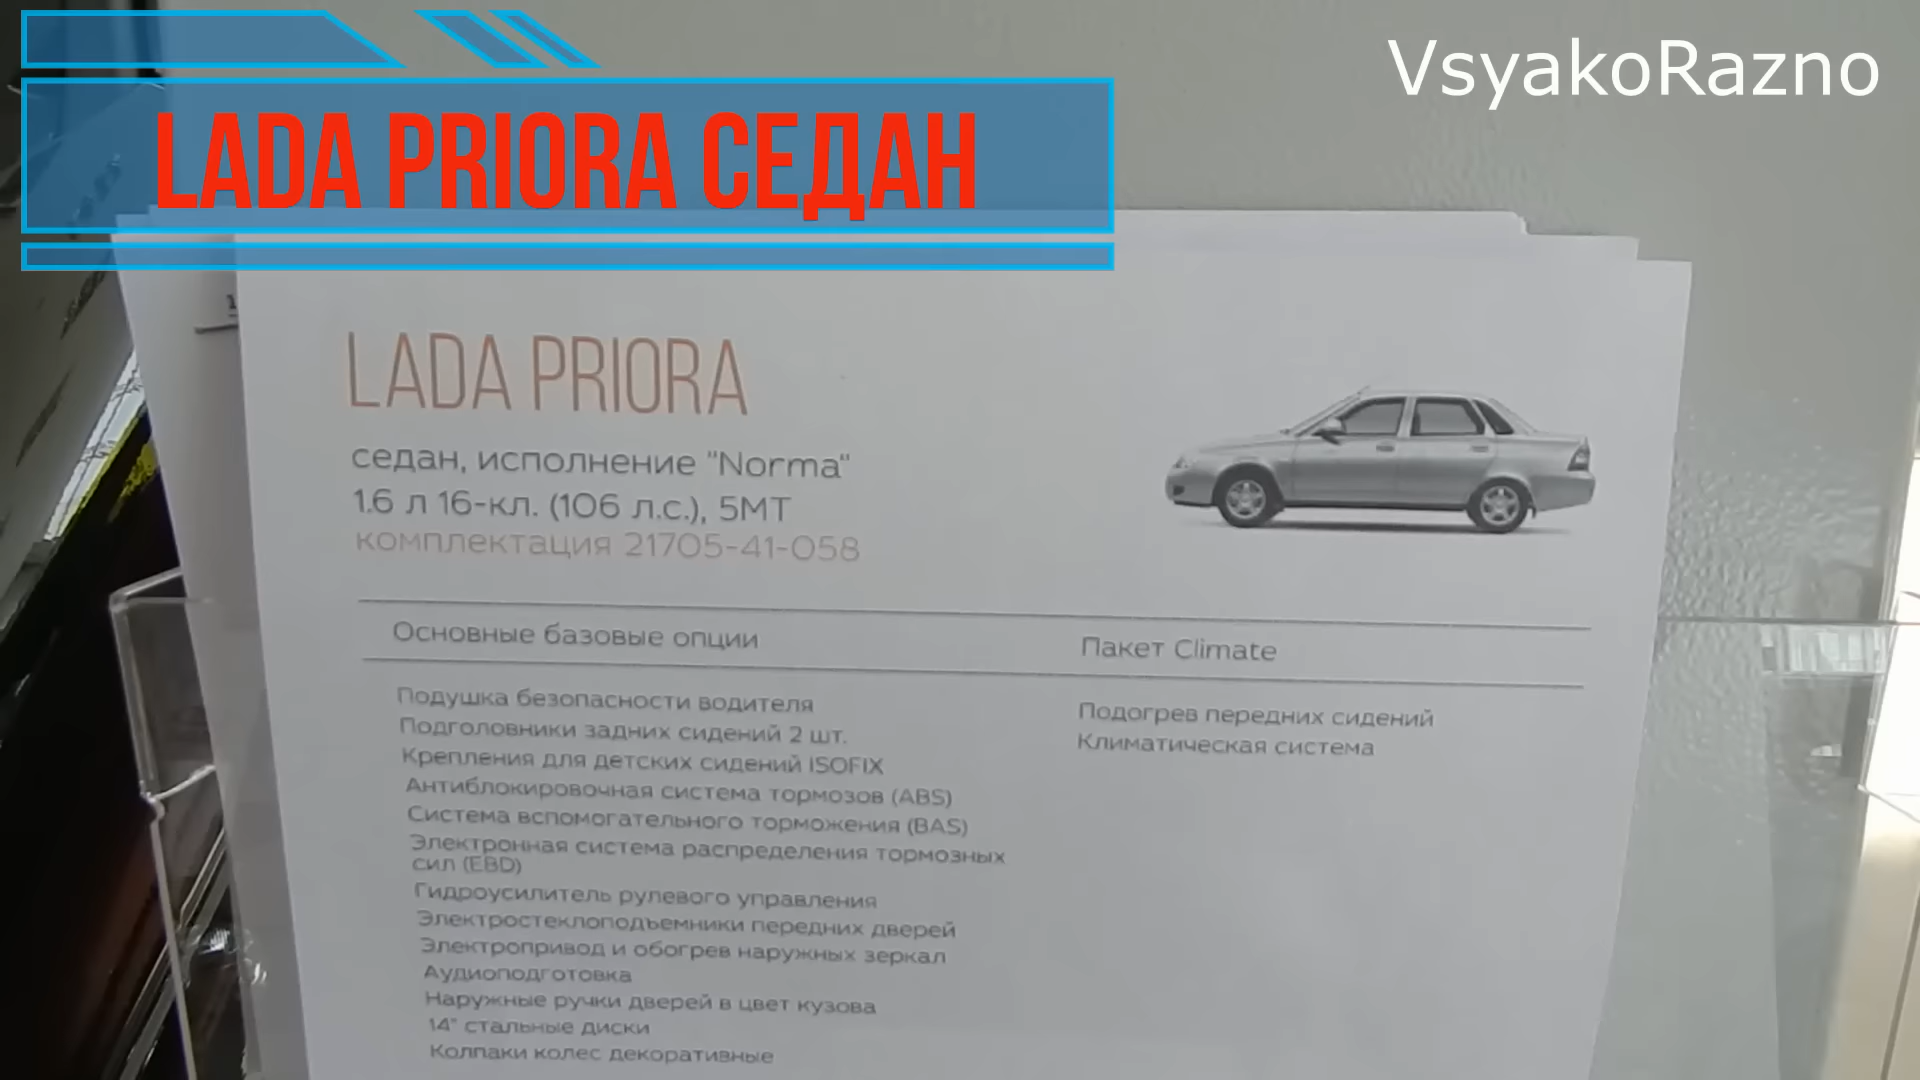 VsyakoRazno
LADA PRIORA СЕДАН
LADA PRIORA
седан, исполнение "Norma"
1.6 л 16-кл. (106 л.с.), 5МТ
комплектация 21705-41-058
Основные базовые опции
Пакет Climate
Подушка безопасности водителя
Подголовники задних сидений 2 шт.
Крепления для детских сидений ISOFIX
Антиблокировочная система тормозов (ABS)
Система вспомогательного торможения (BAS)
Электронная система распределения тормозных
сил (EBD)
Гидроусилитель рулевого управления
Электростеклоподъемники передних дверей
Электропривод и обогрев наружных зеркал
Аудиоподготовка
Наружные ручки дверей в цвет кузова
14" стальные диски
Колпаки колес декоративные
Подогрев передних сидений
Климатическая система